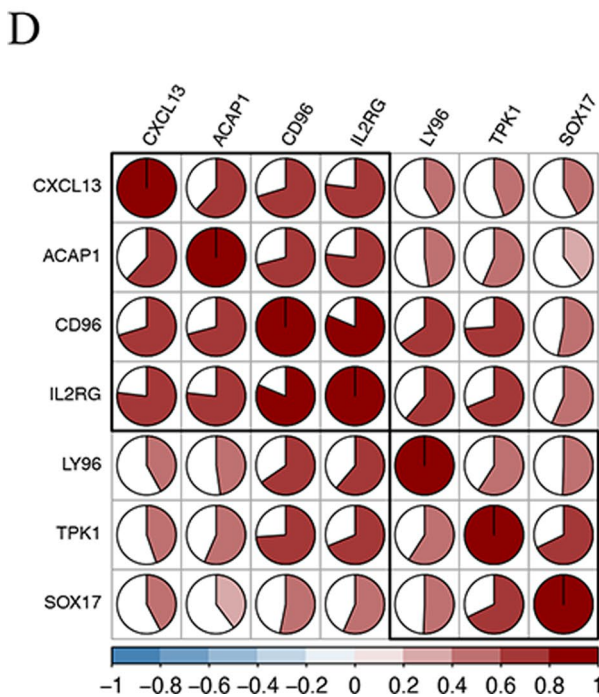 D
CXCL13 ACAP1 CD96 IL2RG LY96 TPK1 SOX17
CXCL13
ACAP1
CD96
IL2RG
LY96
TPK1
SOX17
−1 −0.8 −0.6 −0.4 −0.2 0 0.2 0.4 0.6 0.8 1